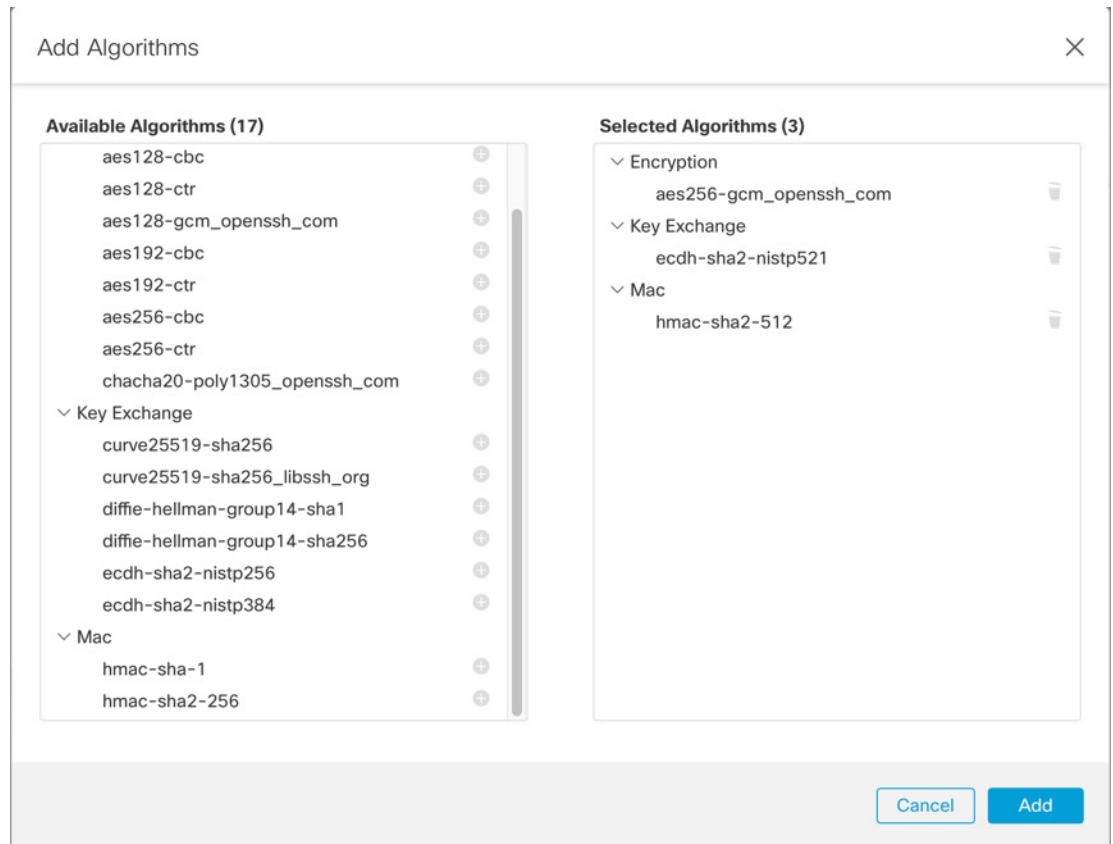 Add Algorithms
Available Algorithms (17)
aes128-cbc
aes128-ctr
aes128-gcm_openssh_com
aes192-cbc
aes192-ctr
aes256-cbc
aes256-ctr
chacha20-poly1305_openssh_com
Key Exchange
curve25519-sha256
curve25519-sha256_libssh_org
diffie-hellman-group14-sha1
diffie-hellman-group14-sha256
ecdh-sha2-nistp256
ecdh-sha2-nistp384
Mac
hmac-sha-1
hmac-sha2-256
Selected Algorithms (3)
Encryption
aes256-gcm_openssh_com
Key Exchange
ecdh-sha2-nistp521
Mac
hmac-sha2-512
Cancel
Add